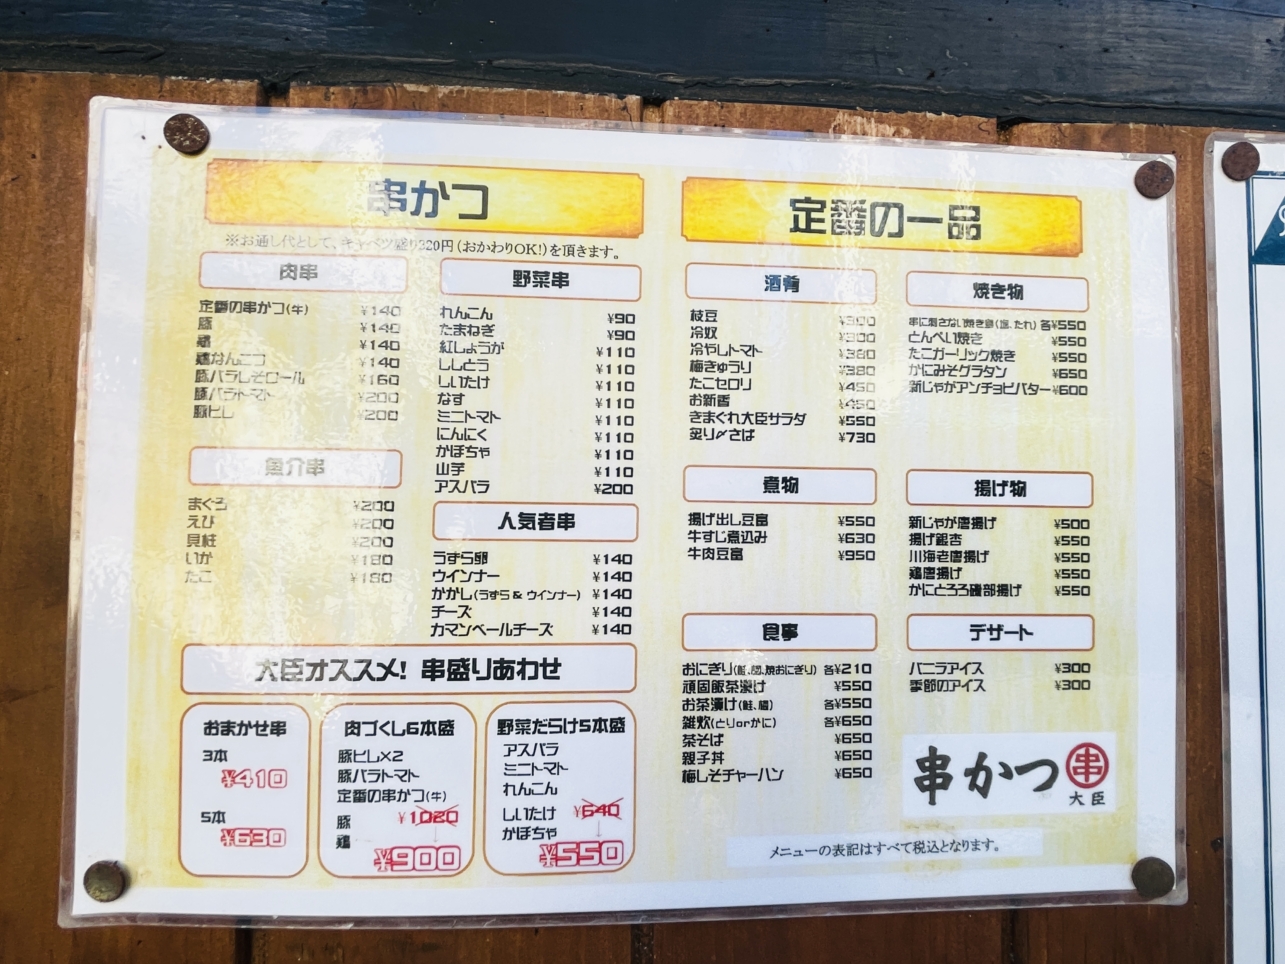 串かつ
※お通し代として、キャベツ盛り220円(おかわりOK!)を頂きます。
肉串
定番の串かつ(牛) ¥140
豚 ¥140
鶏 ¥140
鶏なんこつ ¥140
豚バラしそロール ¥160
豚バラトマト ¥200
豚ヒレ ¥200
魚介串
まぐろ ¥200
えび ¥200
貝柱 ¥200
いか ¥180
たこ ¥180
野菜串
れんこん ¥90
たまねぎ ¥90
紅しょうが ¥110
ししとう ¥110
しいたけ ¥110
なす ¥110
ミニトマト ¥110
にんにく ¥110
かぼちゃ ¥110
山芋 ¥110
アスパラ ¥200
人気者串
うずら卵 ¥140
ウインナー ¥140
かかし(うずら&ウインナー) ¥140
チーズ ¥140
カマンベールチーズ ¥140
大臣オススメ! 串盛りあわせ
おまかせ串
3本
¥410
5本
¥630
肉づくし6本盛
豚ヒレ×2
豚バラトマト
定番の串かつ(牛)
豚 ¥1020
鶏
¥900
野菜だらけ5本盛
アスパラ
ミニトマト
れんこん
しいたけ ¥640
かぼちゃ
¥550
定番の一品
酒肴
枝豆 ¥300
冷奴 ¥300
冷やしトマト ¥380
梅きゅうり ¥380
たこセロリ ¥450
お新香 ¥450
きまぐれ大臣サラダ ¥550
炙り〆さば ¥730
焼き物
串に刺さない焼き鳥(塩、たれ) 各¥550
とんぺい焼き ¥550
たこガーリック焼き ¥550
かにみそグラタン ¥650
新じゃがアンチョビバター ¥600
煮物
揚げ出し豆富 ¥550
牛すじ煮込み ¥630
牛肉豆富 ¥950
揚げ物
新じゃが唐揚げ ¥500
揚げ銀杏 ¥550
川海老唐揚げ ¥550
鶏唐揚げ ¥550
かにとろろ磯部揚げ ¥550
食事
おにぎり 各¥210
頑固飯茶漬け ¥550
お茶漬け(鮭、梅) 各¥550
雑炊(とりorかに) 各¥650
茶そば ¥650
親子丼 ¥650
梅しそチャーハン ¥650
デザート
バニラアイス ¥300
季節のアイス ¥300
串かつ 串
大臣
メニューの表記はすべて税込となります。